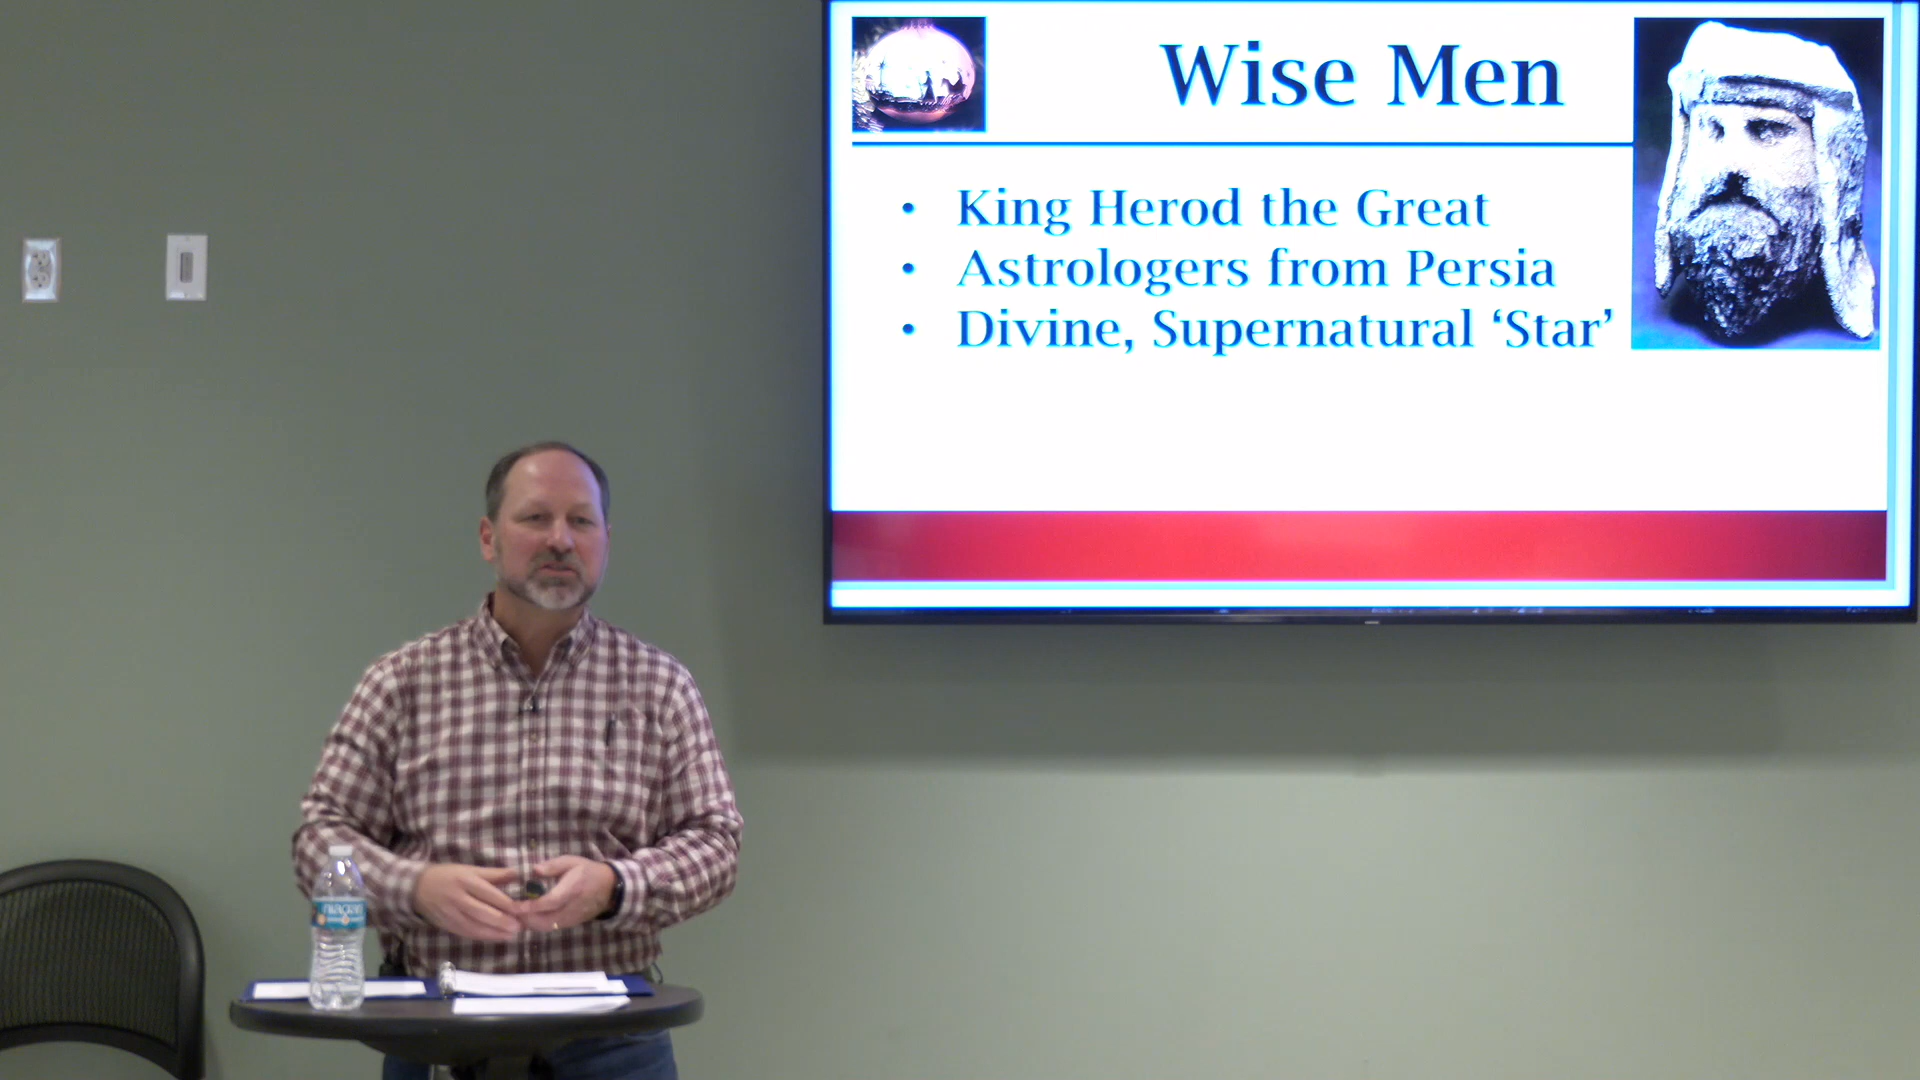 Wise Men
• King Herod the Great
• Astrologers from Persia
• Divine, Supernatural ‘Star’